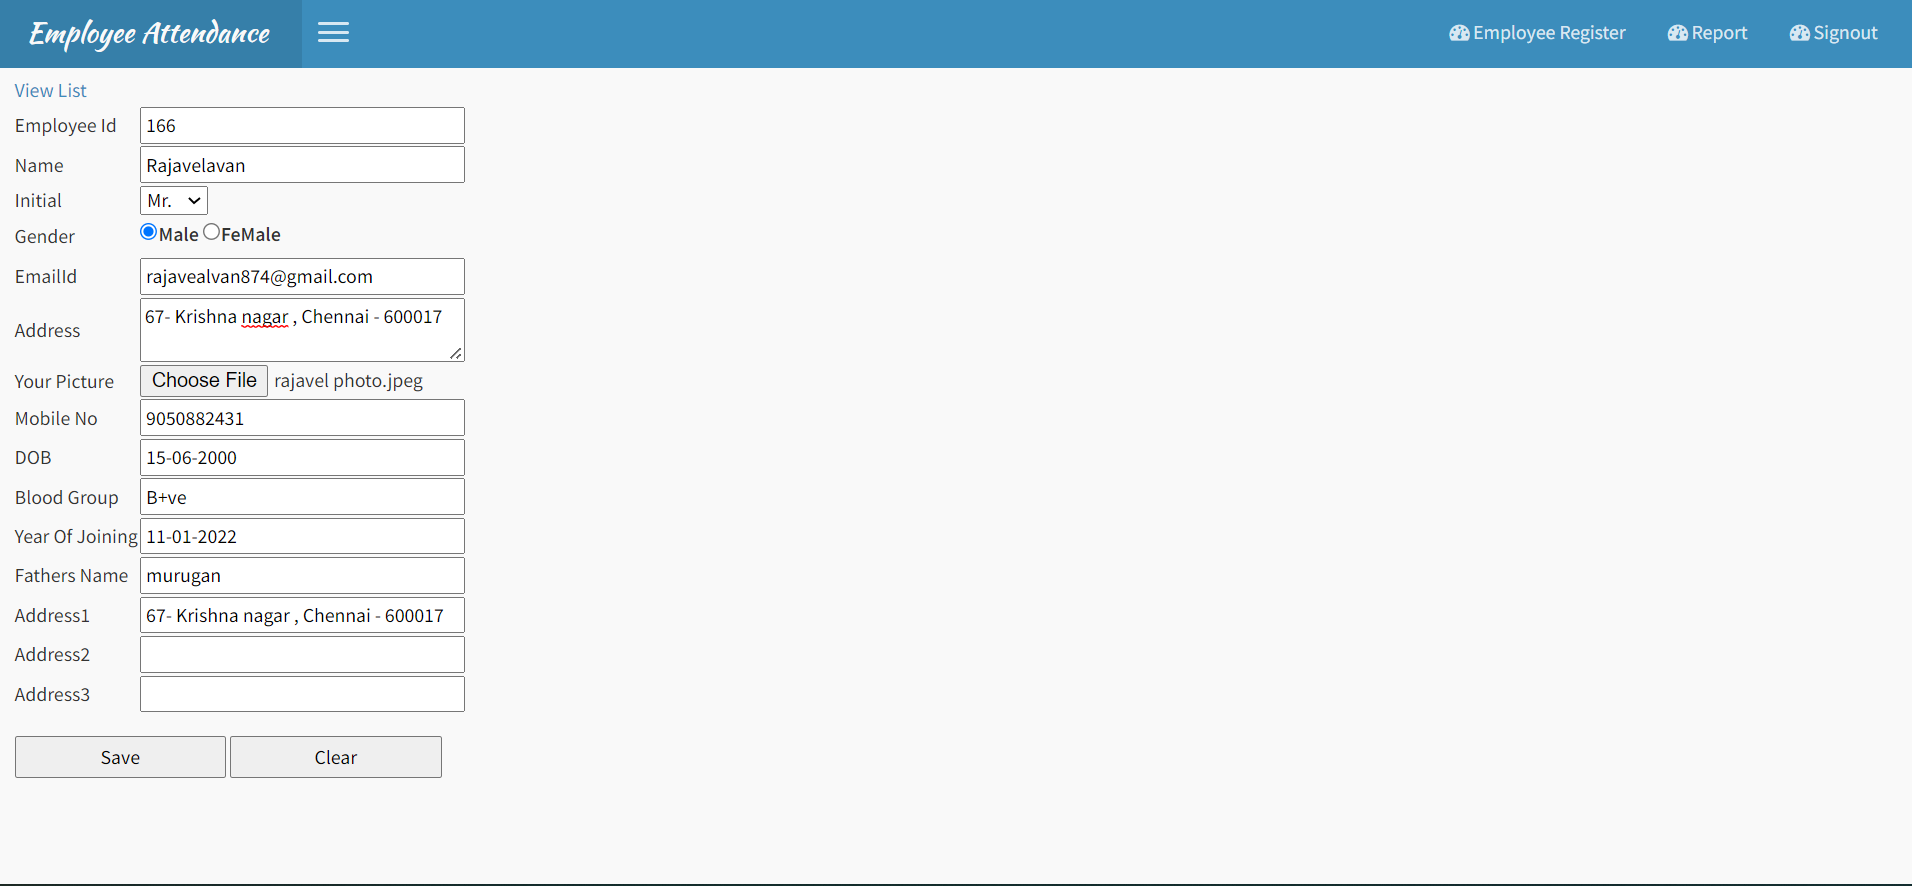 Employee Attendance Employee Register Report Signout
View List
Employee Id 166
Name Rajavelavan
Initial Mr.
Gender Male FeMale
EmailId rajavealvan874@gmail.com
Address 67- Krishna nagar , Chennai - 600017
Your Picture Choose File rajavel photo.jpeg
Mobile No 9050882431
DOB 15-06-2000
Blood Group B+ve
Year Of Joining 11-01-2022
Fathers Name murugan
Address1 67- Krishna nagar , Chennai - 600017
Address2
Address3
Save Clear